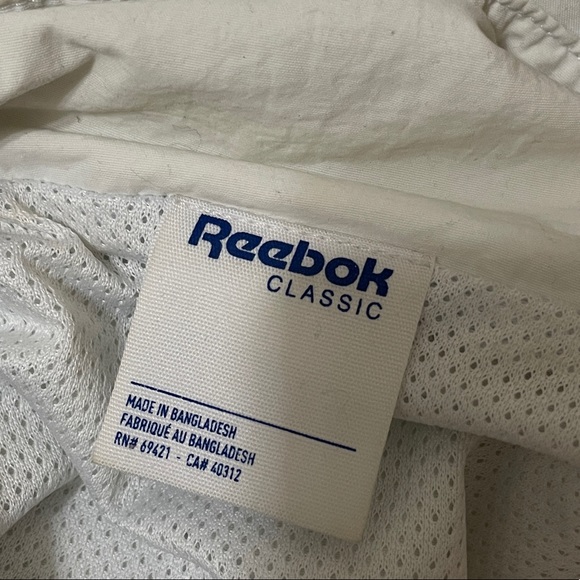 Reebok
CLASSIC
MADE IN BANGLADESH
FABRIQUÉ AU BANGLADESH
RN# 69421 - CA# 40312